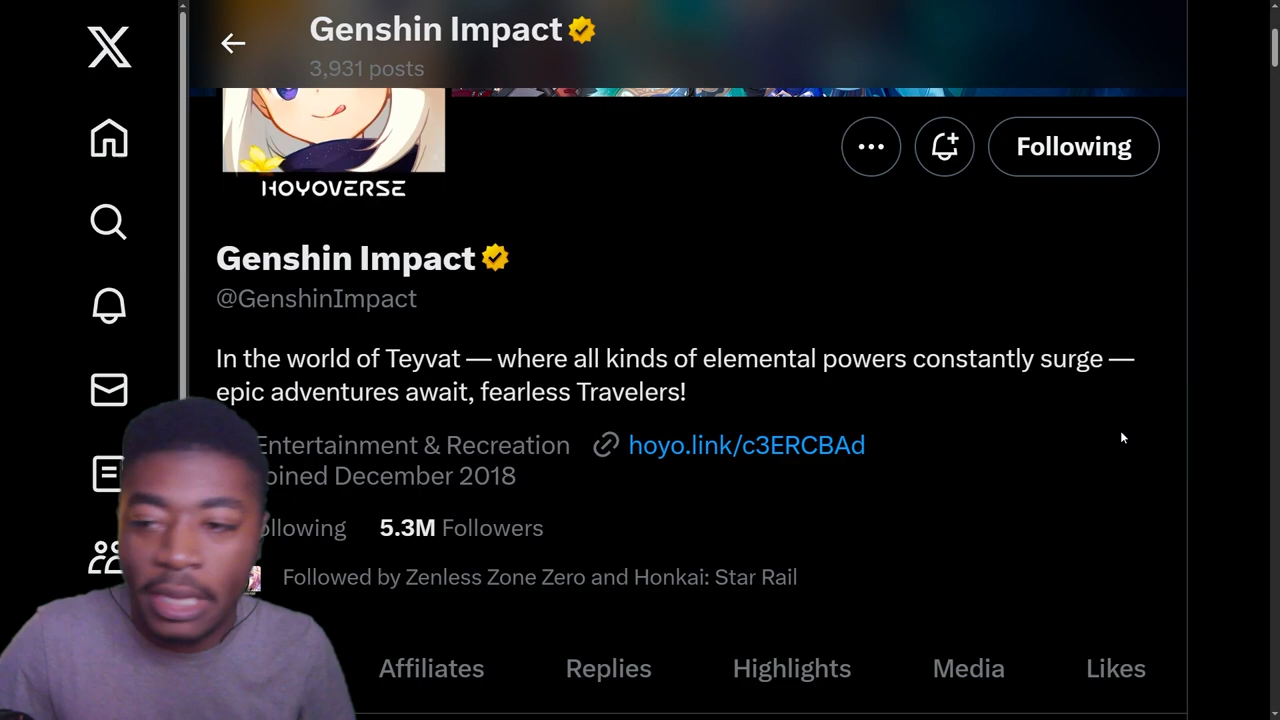 Genshin Impact
3,931 posts
Following
HOYOVERSE
Genshin Impact
@GenshinImpact
In the world of Teyvat — where all kinds of elemental powers constantly surge —
epic adventures await, fearless Travelers!
Entertainment & Recreation hoyo.link/c3ERCBAd
December 2018
5.3M Followers
Followed by Zenless Zone Zero and Honkai: Star Rail
Affiliates Replies Highlights Media Likes